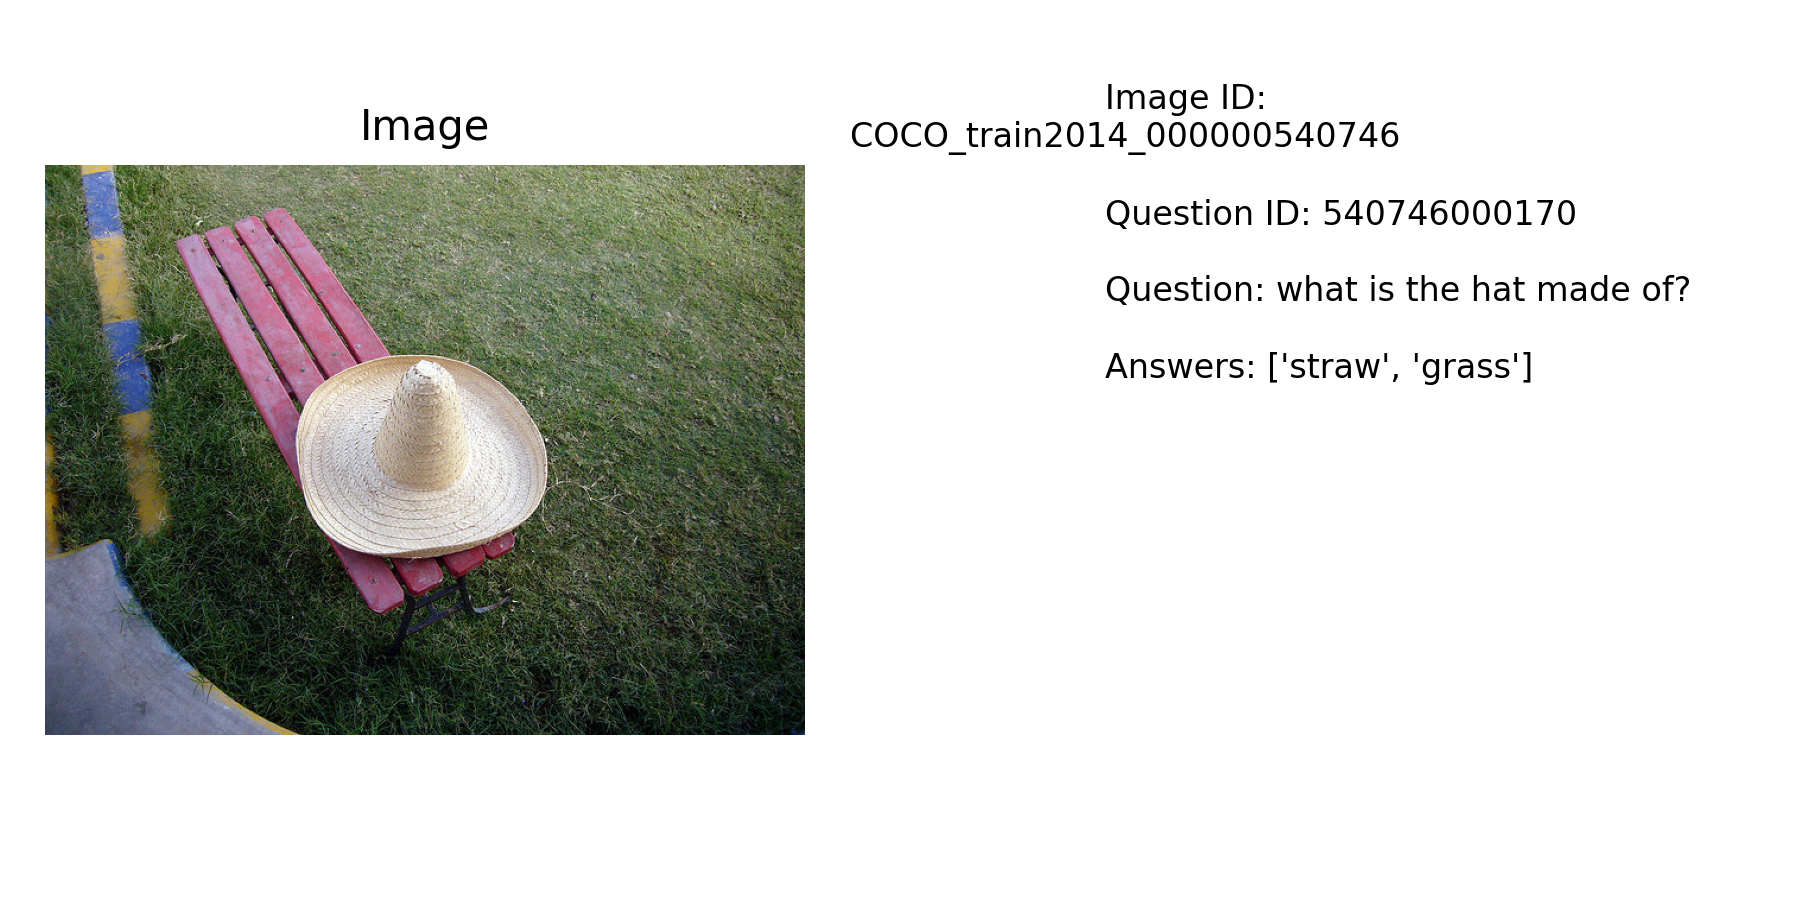 Image
Image ID:
COCO_train2014_000000540746
Question ID: 540746000170
Question: what is the hat made of?
Answers: ['straw', 'grass']